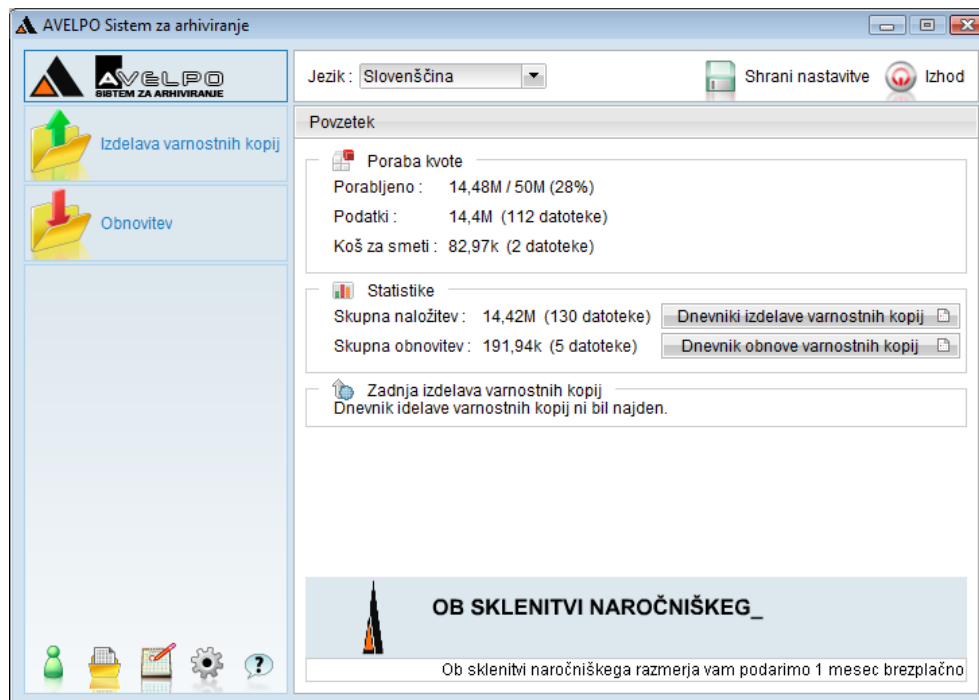 AVELPO Sistem za arhiviranje
AVELPO
SISTEM ZA ARHIVIRANJE
Jezik : Slovenščina
Shrani nastavitve
Izhod
Izdelava varnostnih kopij
Obnovitev
Povzetek
Poraba kvote
Porabljeno : 14,48M / 50M (28%)
Podatki : 14,4M (112 datoteke)
Koš za smeti : 82,97k (2 datoteke)
Statistike
Skupna naložitev : 14,42M (130 datoteke) Dnevniki izdelave varnostnih kopij
Skupna obnovitev : 191,94k (5 datoteke) Dnevnik obnove varnostnih kopij
Zadnja izdelava varnostnih kopij
Dnevnik idelave varnostnih kopij ni bil najden.
OB SKLENITVI NAROČNIŠKEG_
Ob sklenitvi naročniškega razmerja vam podarimo 1 mesec brezplačno